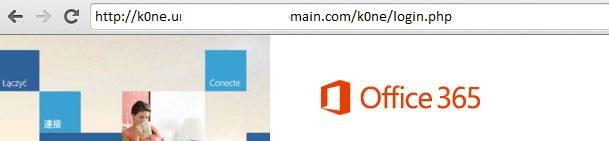 http://k0ne.u main.com/k0ne/login.php
Łączyć
Conecte
連接
Office 365